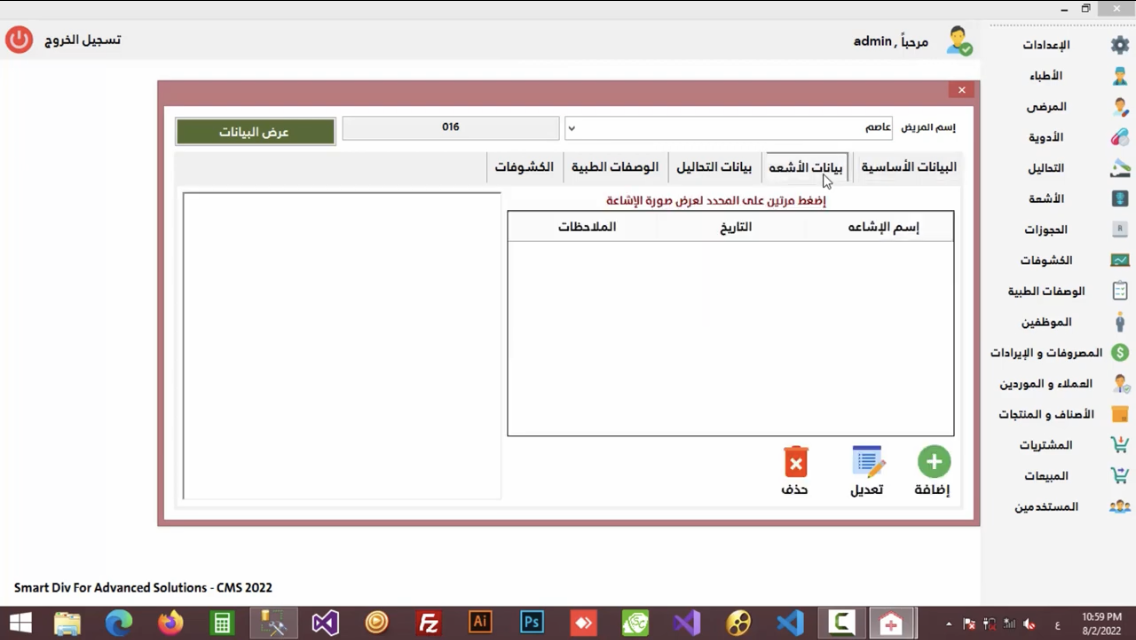 مرحباً , admin
تسجيل الخروج
الإعدادات
الأطباء
المرضى
الأدوية
التحاليل
الأشعة
الحجوزات
الكشوفات
الوصفات الطبية
الموظفين
المصروفات و الإيرادات
العملاء و الموردين
الأصناف و المنتجات
المشتريات
المبيعات
المستخدمين
إسم المريض
عاصم
016
عرض البيانات
البيانات الأساسية
بيانات الأشعه
بيانات التحاليل
الوصفات الطبية
الكشوفات
إضغط مرتين على المحدد لعرض صورة الإشاعة
إسم الإشاعه
التاريخ
الملاحظات
إضافة
تعديل
حذف
Smart Div For Advanced Solutions - CMS 2022
10:59 PM
8/2/2022
ع